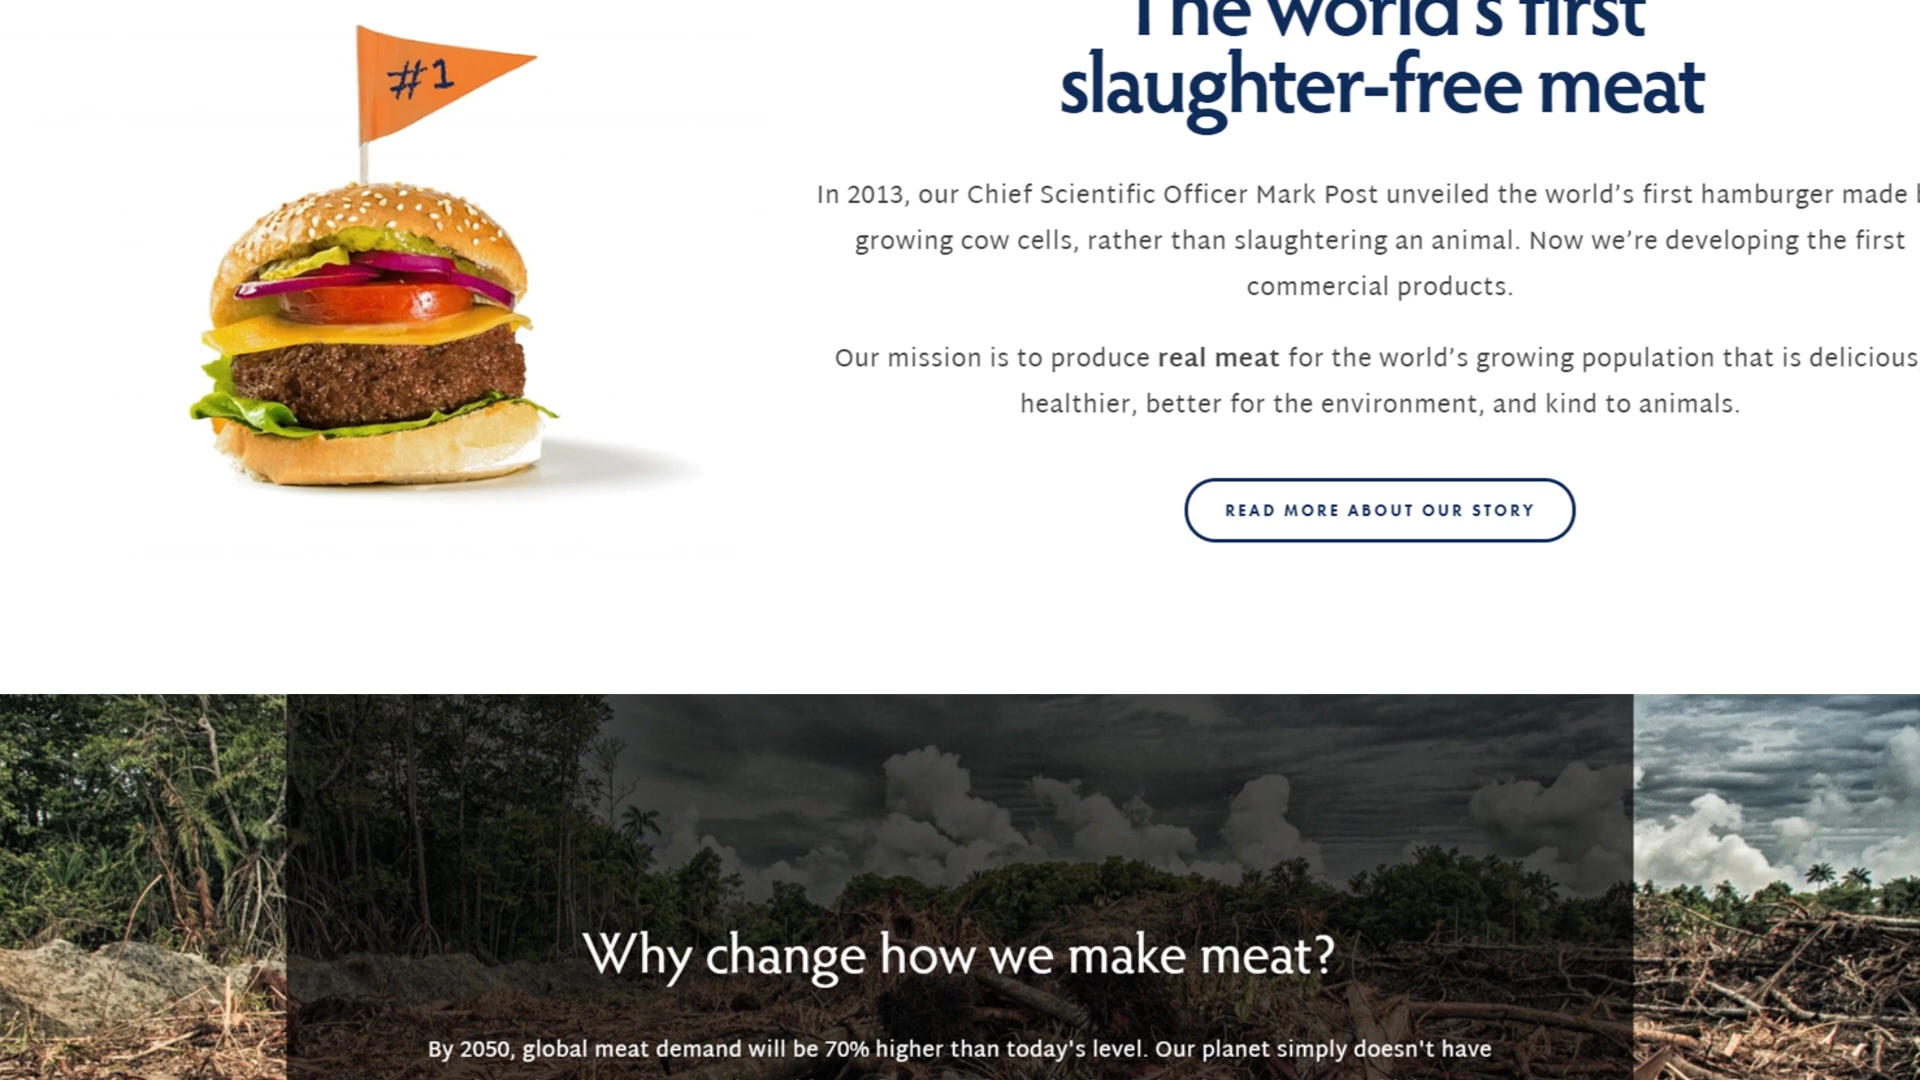 #1
The world's first
slaughter-free meat
In 2013, our Chief Scientific Officer Mark Post unveiled the world’s first hamburger made
growing cow cells, rather than slaughtering an animal. Now we’re developing the first
commercial products.
Our mission is to produce real meat for the world’s growing population that is delicious
healthier, better for the environment, and kind to animals.
READ MORE ABOUT OUR STORY
Why change how we make meat?
By 2050, global meat demand will be 70% higher than today's level. Our planet simply doesn't have